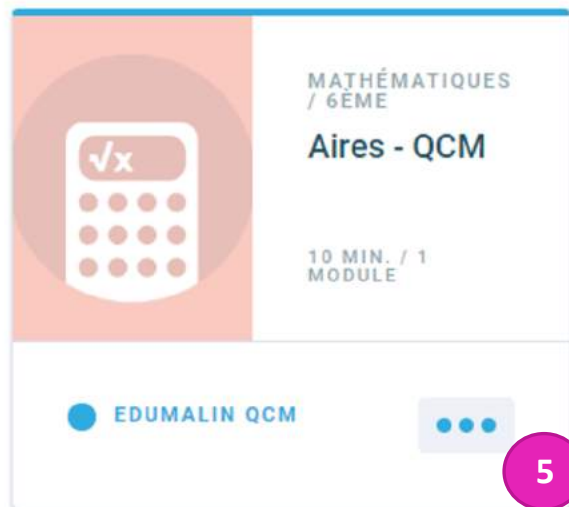 MATHÉMATIQUES
/ 6ÈME
Aires - QCM
√x
10 MIN. / 1
MODULE
EDUMALIN QCM
5